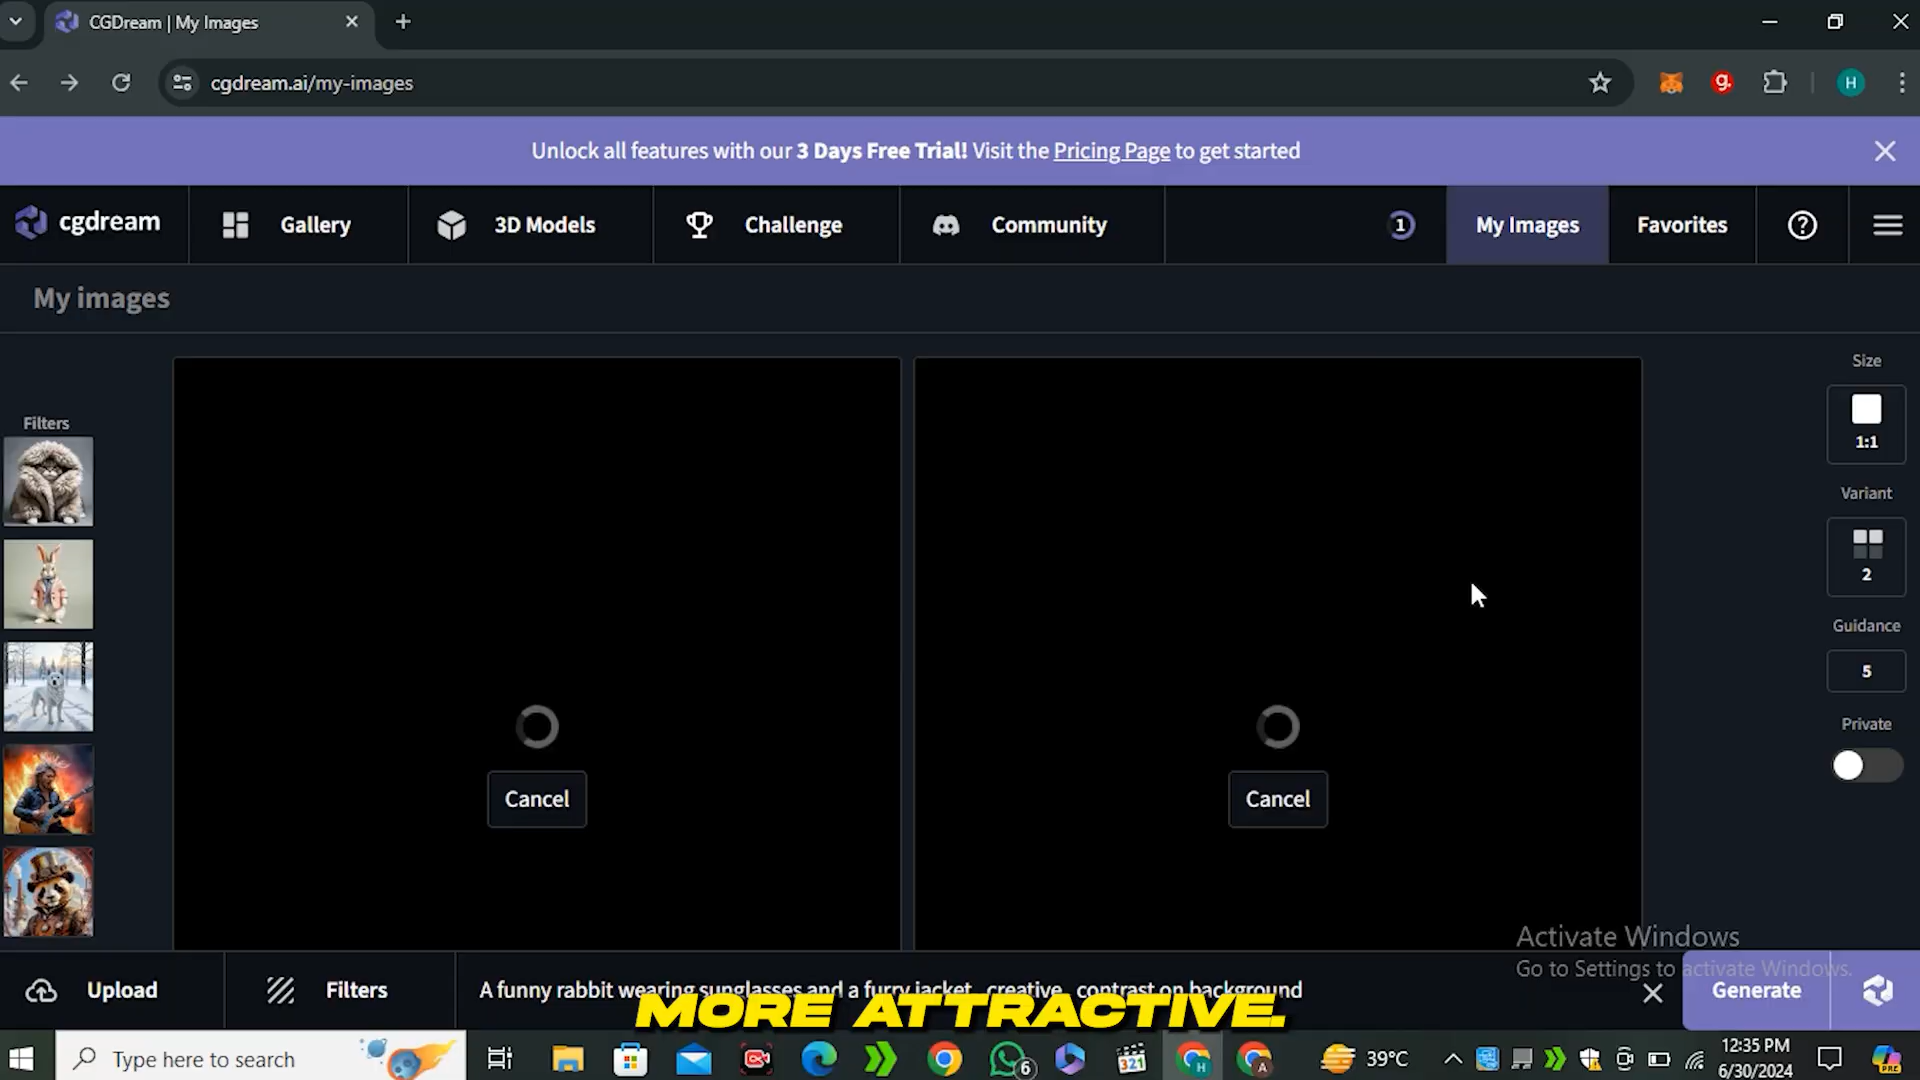 CGDream | My Images
cgdream.ai/my-images
g.
H
Unlock all features with our 3 Days Free Trial! Visit the Pricing Page to get started
cgdream
Gallery
3D Models
Challenge
Community
1
My Images
Favorites
My images
Size
1:1
Filters
Variant
2
Guidance
5
Private
Cancel
Cancel
Activate Windows
Go to Settings to activate Windows.
Upload
Filters
A funny rabbit wearing sunglasses and a furry jacket, creative, contrast on background
Generate
MORE ATTRACTIVE.
Type here to search
6
321
H
A
39°C
12:35 PM
6/30/2024
PRE